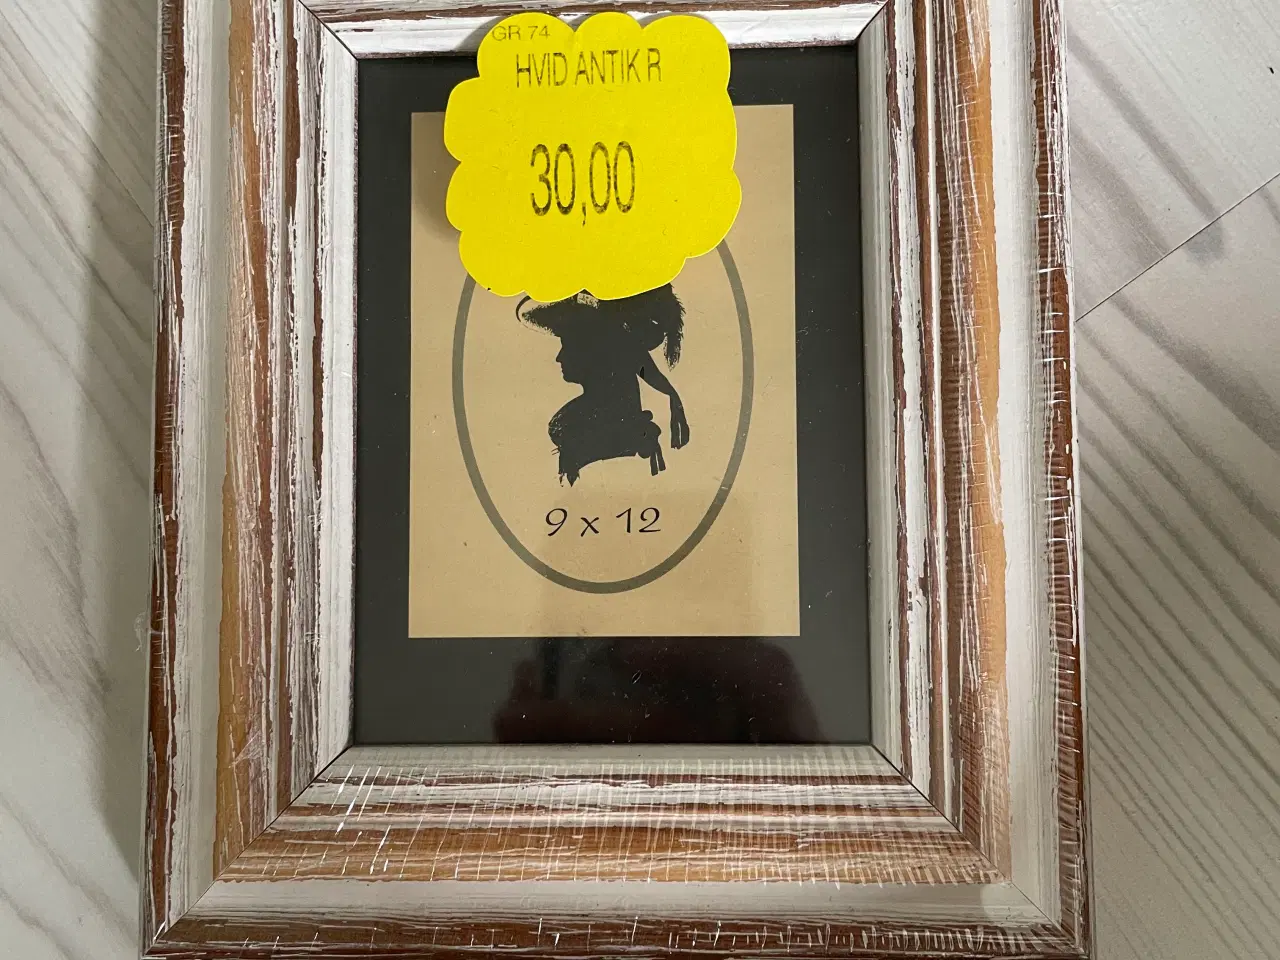 GR 74
HVID ANTIK R
30,00
9 x 12